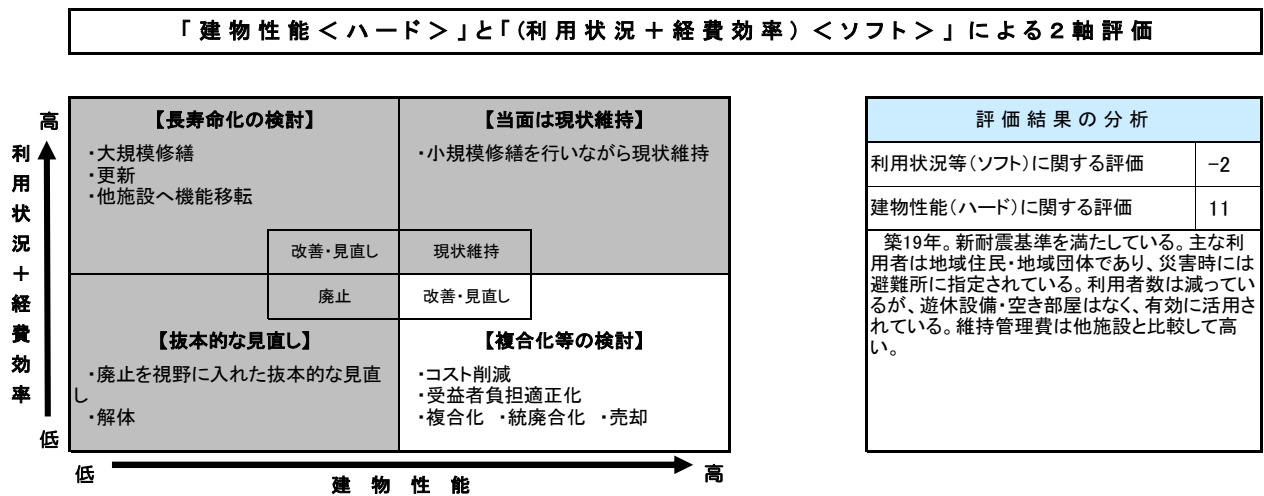 「建物性能＜ハード＞」と「(利用状況＋経費効率)＜ソフト＞」による２軸評価
高
利用状況＋経費効率
低
【長寿命化の検討】
・大規模修繕
・更新
・他施設へ機能移転
【当面は現状維持】
・小規模修繕を行いながら現状維持
改善・見直し
現状維持
廃止
改善・見直し
【抜本的な見直し】
・廃止を視野に入れた抜本的な見直
し
・解体
【複合化等の検討】
・コスト削減
・受益者負担適正化
・複合化　・統廃合化　・売却
低
建物性能
高
評価結果の分析
利用状況等(ソフト)に関する評価 -2
建物性能(ハード)に関する評価 11
築19年。新耐震基準を満たしている。主な利
用者は地域住民・地域団体であり、災害時には
避難所に指定されている。利用者数は減ってい
るが、遊休設備・空き部屋はなく、有効に活用さ
れている。維持管理費は他施設と比較して高
い。